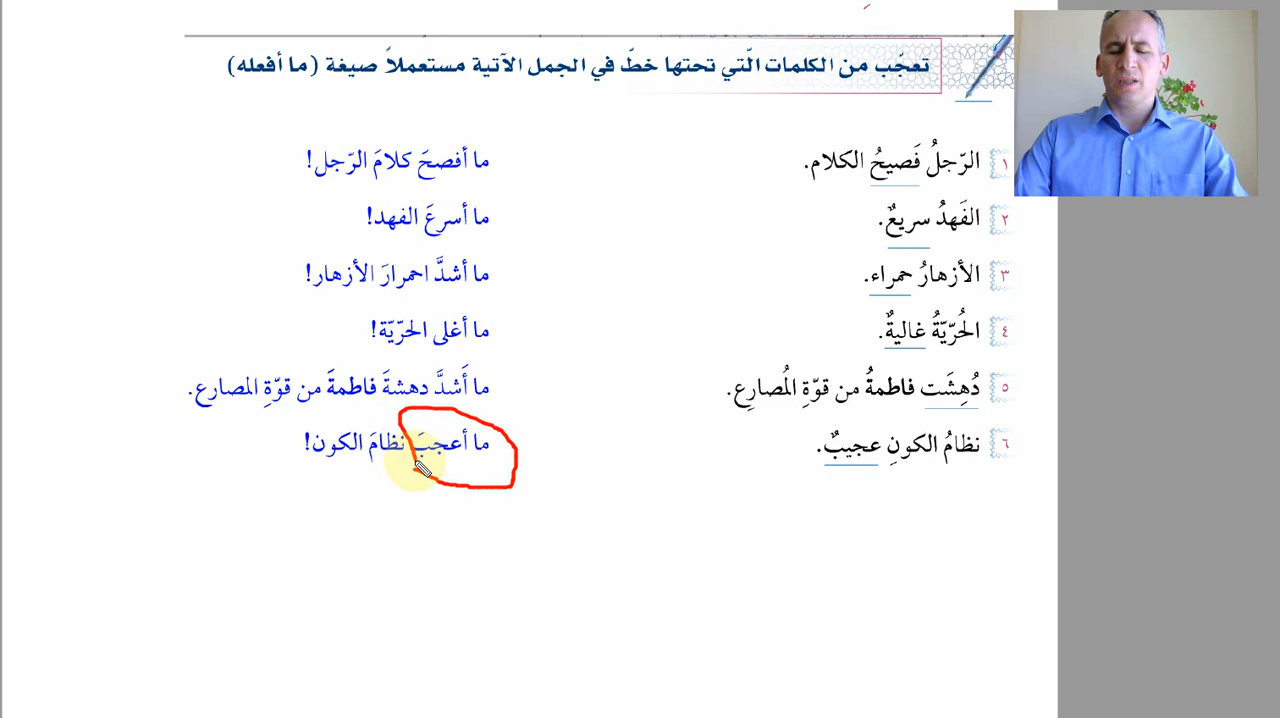 تعجّب من الكلمات الّتي تحتها خطّ في الجمل الآتية مستعملاً صيغة (ما أفعله)
١ الرّجلُ فَصيحُ الكلام. ما أفصحَ كلامَ الرّجل!
٢ الفَهدُ سريعٌ. ما أسرعَ الفهد!
٣ الأزهارُ حمراء. ما أشدَّ احمرارَ الأزهار!
٤ الحُرّيّةُ غاليةٌ. ما أغلى الحرّيّة!
٥ دُهِشَت فاطمةُ من قوّةِ المُصارِع. ما أَشدَّ دهشةَ فاطمةَ من قوّةِ المصارع.
٦ نظامُ الكونِ عجيبٌ. ما أعجبَ نظامَ الكون!